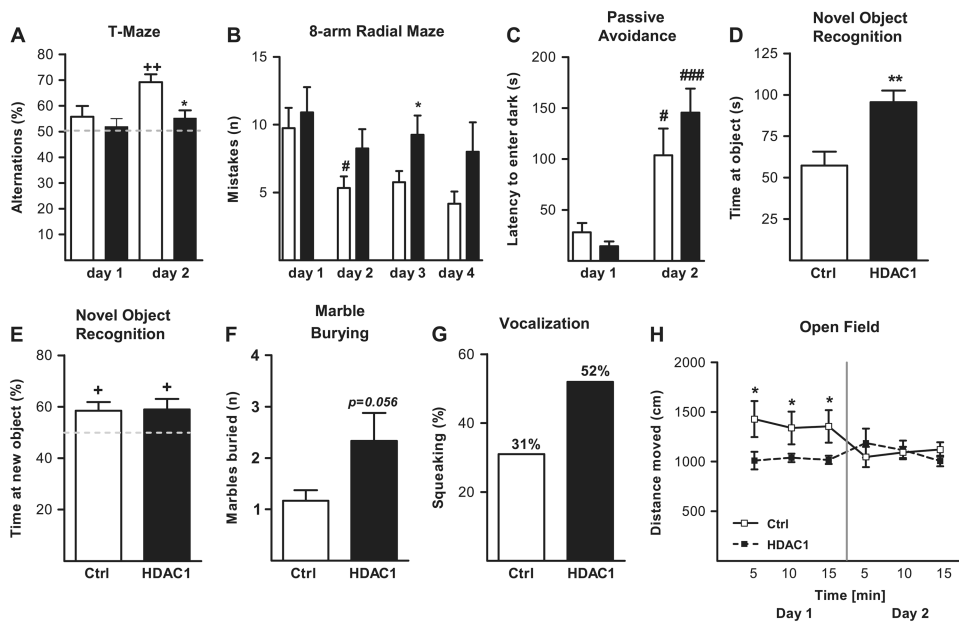 A
T-Maze
Alternations (%)
80
70
60
50
40
30
20
10
++
*
day 1
day 2
B
8-arm Radial Maze
Mistakes (n)
15
10
5
#
*
day 1
day 2
day 3
day 4
C
Passive
Avoidance
Latency to enter dark (s)
200
150
100
50
#
###
day 1
day 2
D
Novel Object
Recognition
Time at object (s)
125
100
75
50
25
**
Ctrl
HDAC1
E
Novel Object
Recognition
Time at new object (%)
80
60
40
20
+
+
Ctrl
HDAC1
F
Marble
Burying
Marbles buried (n)
4
3
2
1
p=0.056
Ctrl
HDAC1
G
Vocalization
Squeaking (%)
60
40
20
31%
52%
Ctrl
HDAC1
H
Open Field
Distance moved (cm)
2000
1500
1000
500
*
*
*
Ctrl
HDAC1
5 10 15 5 10 15
Time [min]
Day 1 Day 2